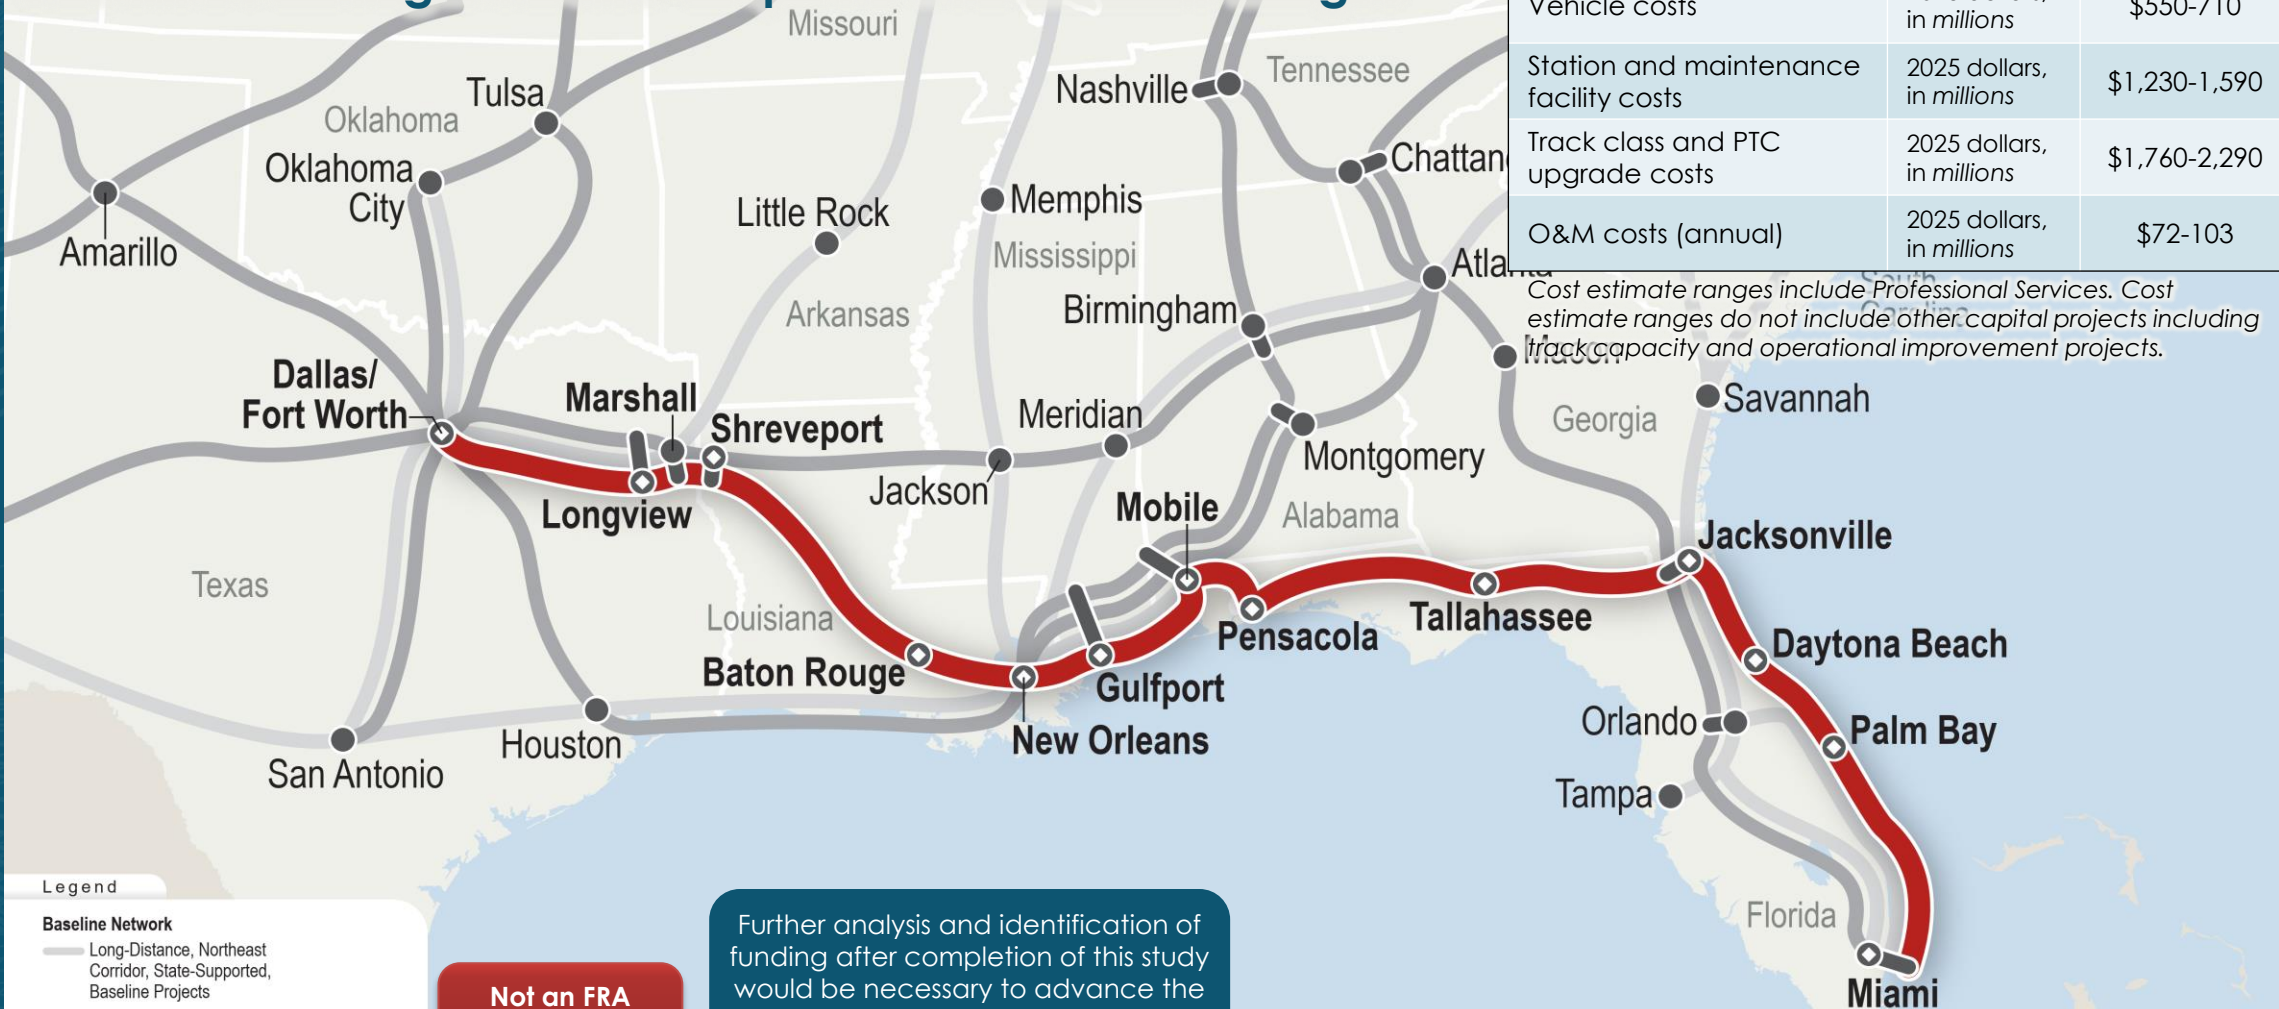 Missouri
Vehicle costs
in millions
$550-710
Nashville
Tennessee
Station and maintenance
facility costs
2025 dollars,
in millions
$1,230-1,590
Tulsa
Oklahoma
Track class and PTC
upgrade costs
2025 dollars,
in millions
$1,760-2,290
Oklahoma
City
Chattan
Little Rock
Memphis
O&M costs (annual)
2025 dollars,
in millions
$72-103
Amarillo
Mississippi
Atlanta
South
Cost estimate ranges include Professional Services. Cost
estimate ranges do not include other capital projects including
track capacity and operational improvement projects.
Arkansas
Birmingham
Macon
Dallas/
Fort Worth
Marshall
Shreveport
Meridian
Georgia
Savannah
Jackson
Montgomery
Longview
Mobile
Alabama
Jacksonville
Texas
Louisiana
Pensacola
Tallahassee
Daytona Beach
Baton Rouge
Gulfport
Orlando
Palm Bay
Houston
New Orleans
San Antonio
Tampa
Florida
Miami
Legend
Baseline Network
Long-Distance, Northeast
Corridor, State-Supported,
Baseline Projects
Not an FRA
Further analysis and identification of
funding after completion of this study
would be necessary to advance the